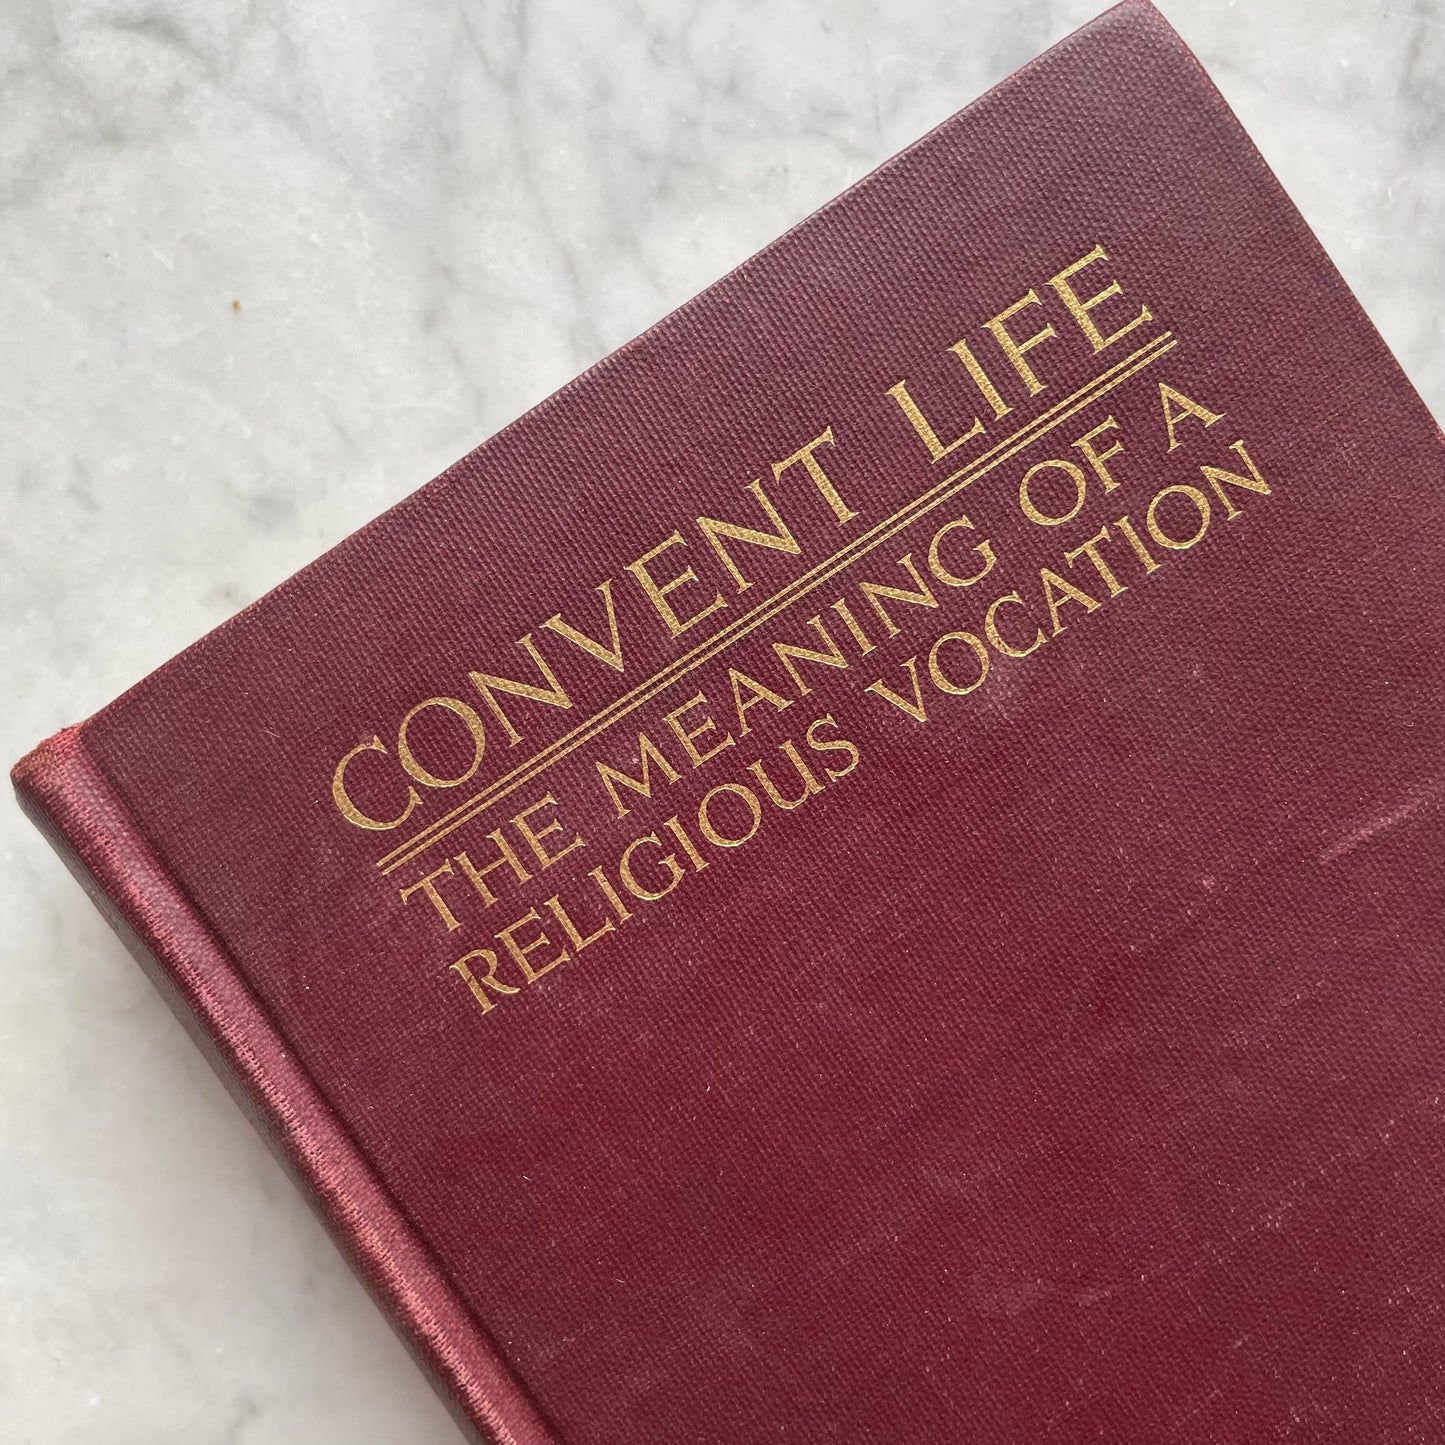 CONVENT LIFE
THE MEANING OF A
RELIGIOUS VOCATION